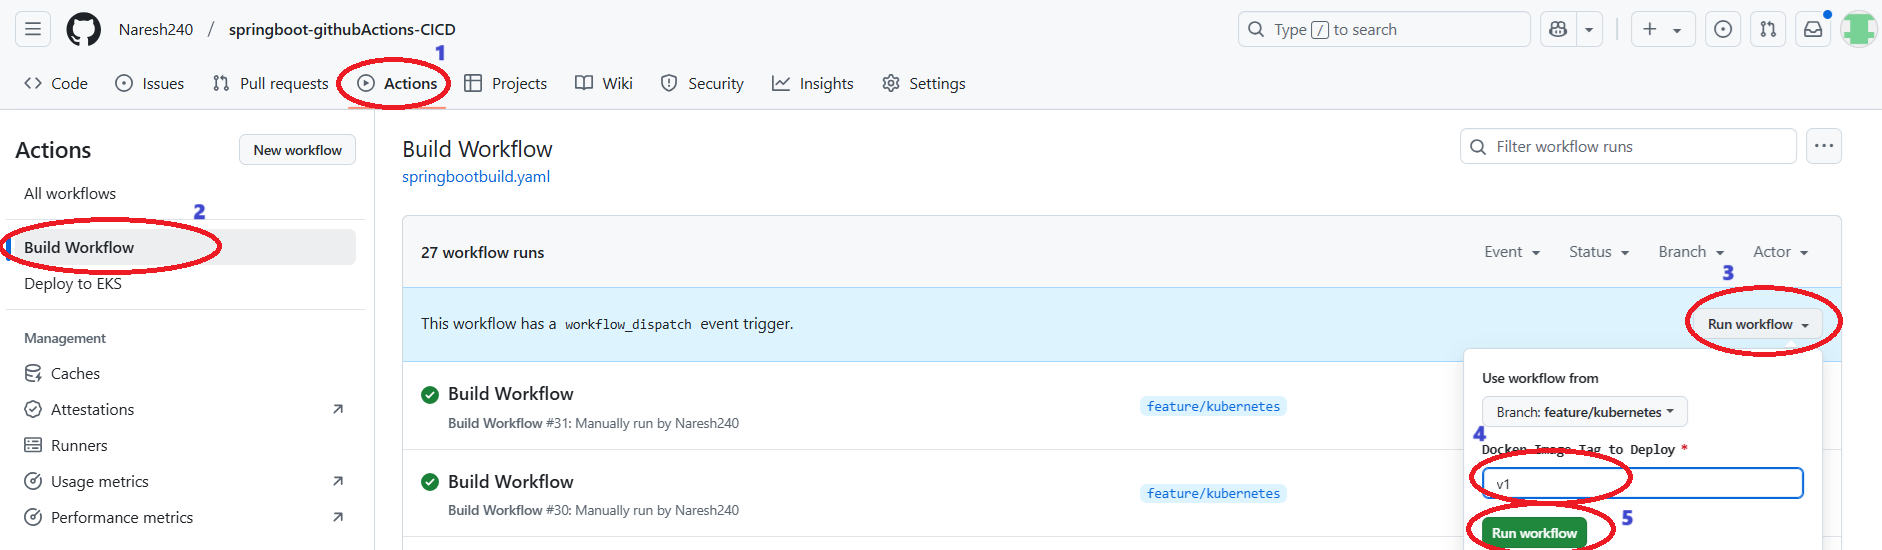 Naresh240 / springboot-githubActions-CICD
Type / to search
1
Code
Issues
Pull requests
Actions
Projects
Wiki
Security
Insights
Settings
Actions
New workflow
All workflows
2
Build Workflow
Deploy to EKS
Management
Caches
Attestations
Runners
Usage metrics
Performance metrics
Build Workflow
springbootbuild.yaml
Filter workflow runs
27 workflow runs
Event
Status
Branch
Actor
3
This workflow has a workflow_dispatch event trigger.
Run workflow
Build Workflow
feature/kubernetes
Build Workflow #31: Manually run by Naresh240
Build Workflow
feature/kubernetes
Build Workflow #30: Manually run by Naresh240
Use workflow from
Branch: feature/kubernetes
4
Docker Image Tag to Deploy *
v1
5
Run workflow